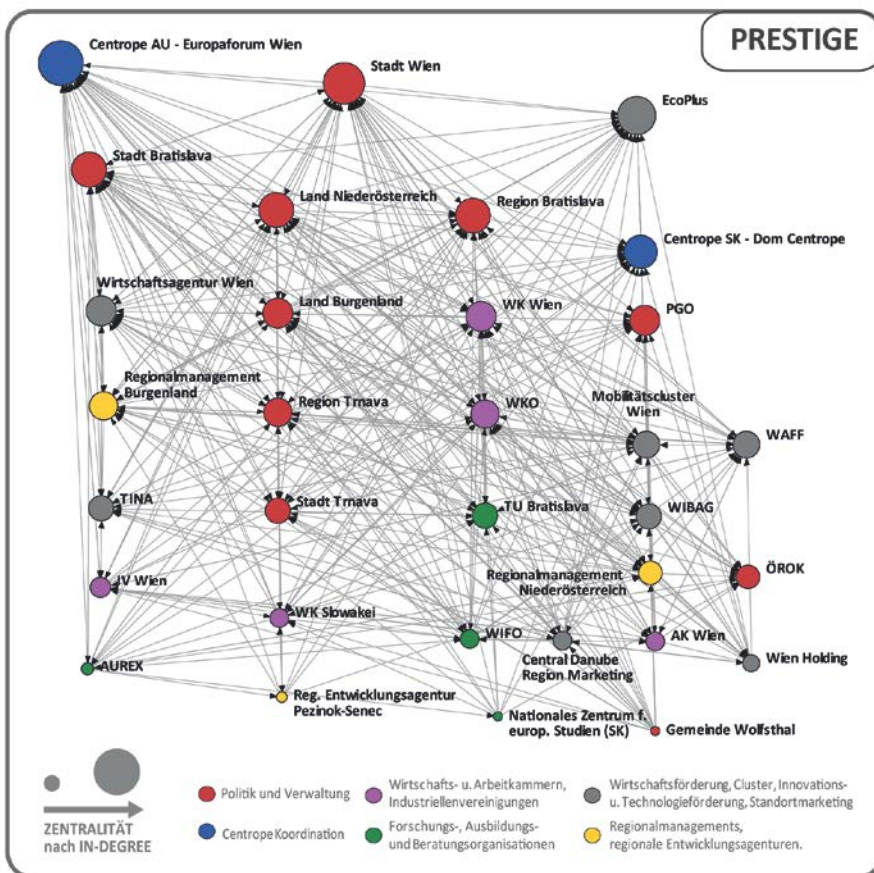 PRESTIGE
Centrope AU - Europaforum Wien
Stadt Wien
EcoPlus
Stadt Bratislava
Land Niederösterreich
Region Bratislava
Centrope SK - Dom Centrope
Wirtschaftsagentur Wien
Land Burgenland
WK Wien
PGO
Regionalmanagement
Burgenland
Region Trnava
WKO
Mobilitätscluster
Wien
WAFF
TINA
Stadt Trnava
TU Bratislava
WIBAG
Regionalmanagement
Niederösterreich
ÖROK
IV Wien
WK Slowakei
WIFO
Central Danube
Region Marketing
AK Wien
Wien Holding
AUREX
Reg. Entwicklungsagentur
Pezinok-Senec
Nationales Zentrum f.
europ. Studien (SK)
Gemeinde Wolfsthal
ZENTRALITÄT
nach IN-DEGREE
Politik und Verwaltung
Centrope Koordination
Wirtschafts- u. Arbeitkammern,
Industriellenvereinigungen
Forschungs-, Ausbildungs-
und Beratungsorganisationen
Wirtschaftsförderung, Cluster, Innovations-
u. Technologieförderung, Standortmarketing
Regionalmanagements,
regionale Entwicklungsagenturen.